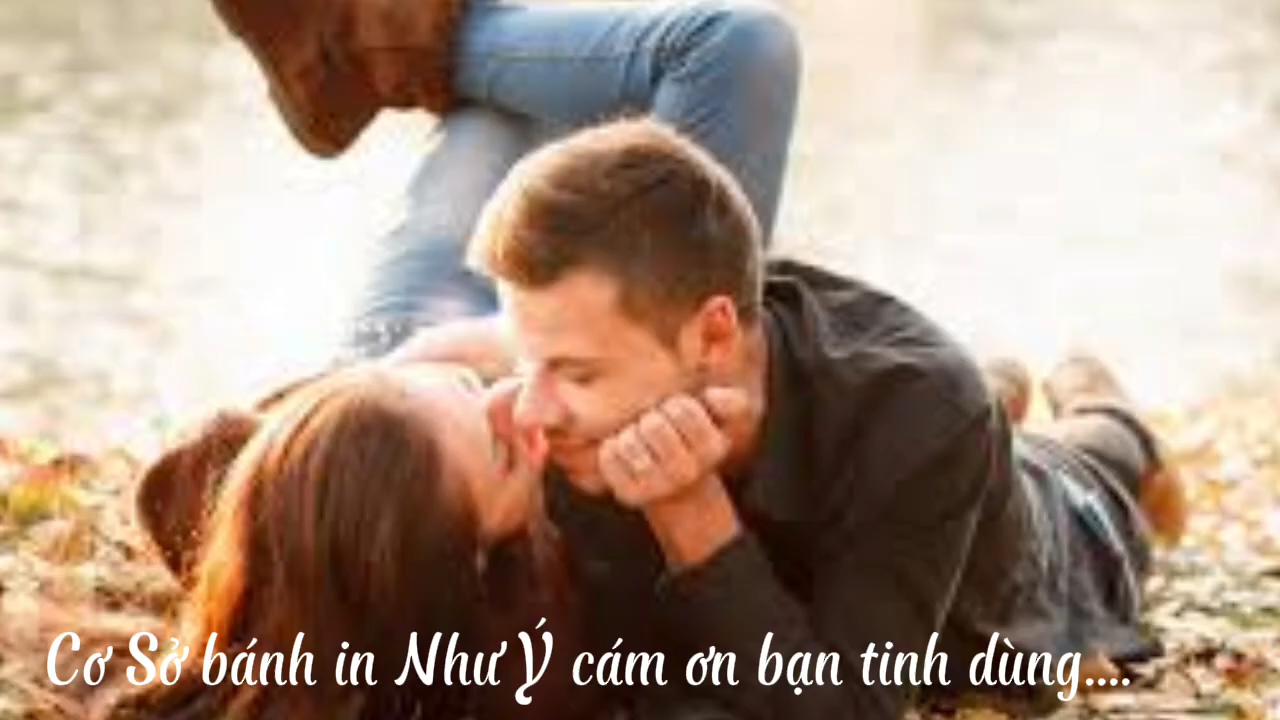 Cơ Sở bánh in Như Ý cám ơn bạn tinh dùng....